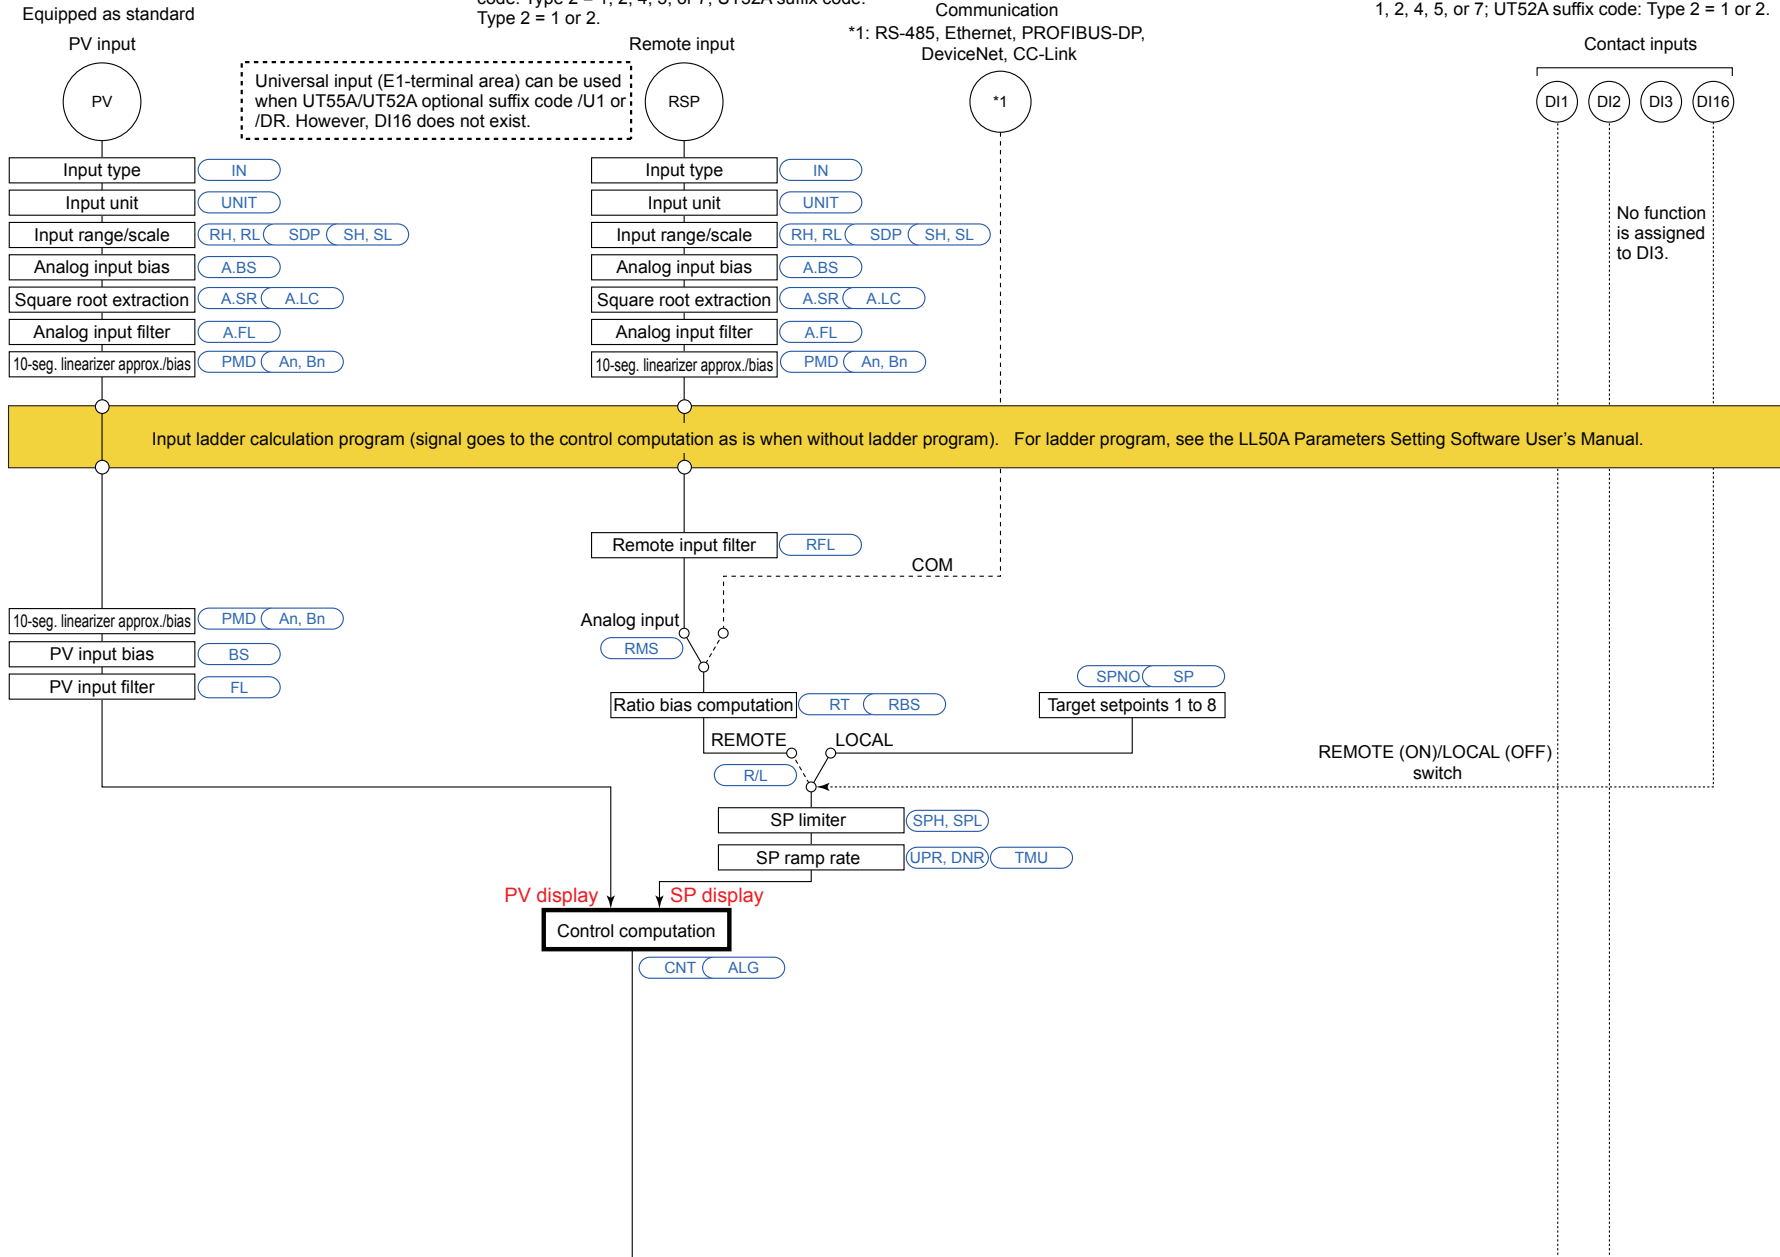 Equipped as standard
PV input
PV
code: Type 2 = 1, 2, 4, 5, or 7; UT52A suffix code:
Type 2 = 1 or 2.
Remote input
RSP
Universal input (E1-terminal area) can be used
when UT55A/UT52A optional suffix code /U1 or
/DR. However, DI16 does not exist.
Communication
*1: RS-485, Ethernet, PROFIBUS-DP,
DeviceNet, CC-Link
*1
1, 2, 4, 5, or 7; UT52A suffix code: Type 2 = 1 or 2.
Contact inputs
DI1 DI2 DI3 DI16
No function
is assigned
to DI3.
Input type IN
Input unit UNIT
Input range/scale RH, RL SDP SH, SL
Analog input bias A.BS
Square root extraction A.SR A.LC
Analog input filter A.FL
10-seg. linearizer approx./bias PMD An, Bn
Input type IN
Input unit UNIT
Input range/scale RH, RL SDP SH, SL
Analog input bias A.BS
Square root extraction A.SR A.LC
Analog input filter A.FL
10-seg. linearizer approx./bias PMD An, Bn
Input ladder calculation program (signal goes to the control computation as is when without ladder program). For ladder program, see the LL50A Parameters Setting Software User's Manual.
Remote input filter RFL
COM
10-seg. linearizer approx./bias PMD An, Bn
PV input bias BS
PV input filter FL
Analog input
RMS
Ratio bias computation RT RBS
SPNO SP
Target setpoints 1 to 8
REMOTE LOCAL
R/L
REMOTE (ON)/LOCAL (OFF)
switch
SP limiter SPH, SPL
SP ramp rate UPR, DNR TMU
PV display SP display
Control computation
CNT ALG